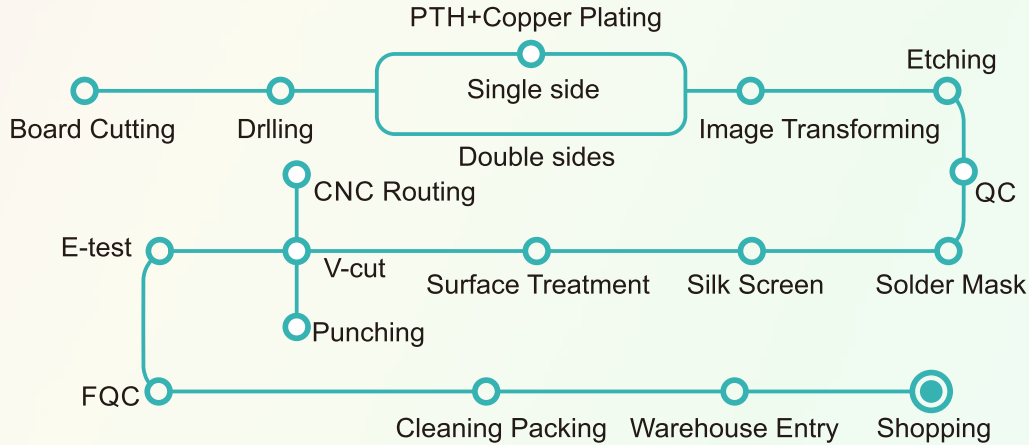 PTH+Copper Plating
Etching
Single side
Board Cutting
Drlling
Image Transforming
Double sides
QC
CNC Routing
E-test
V-cut
Surface Treatment
Silk Screen
Solder Mask
Punching
FQC
Cleaning Packing
Warehouse Entry
Shopping